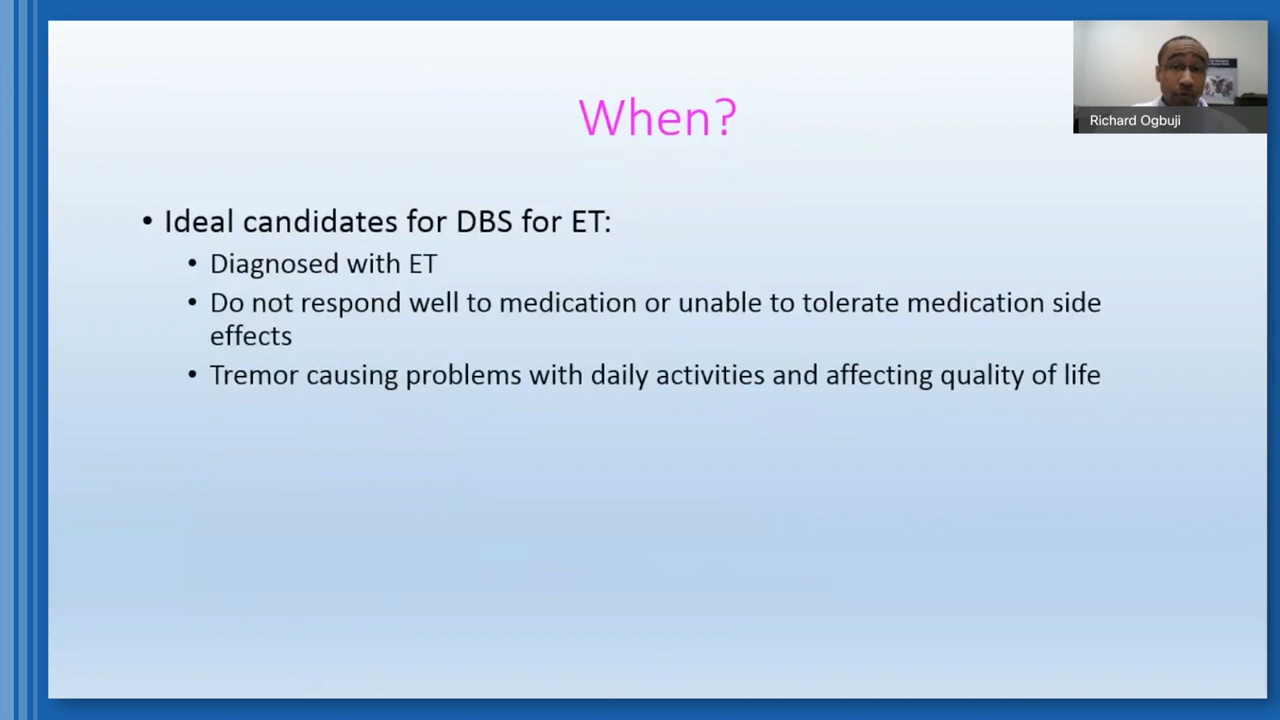 When?
Richard Ogbuji
• Ideal candidates for DBS for ET:
• Diagnosed with ET
• Do not respond well to medication or unable to tolerate medication side
effects
• Tremor causing problems with daily activities and affecting quality of life